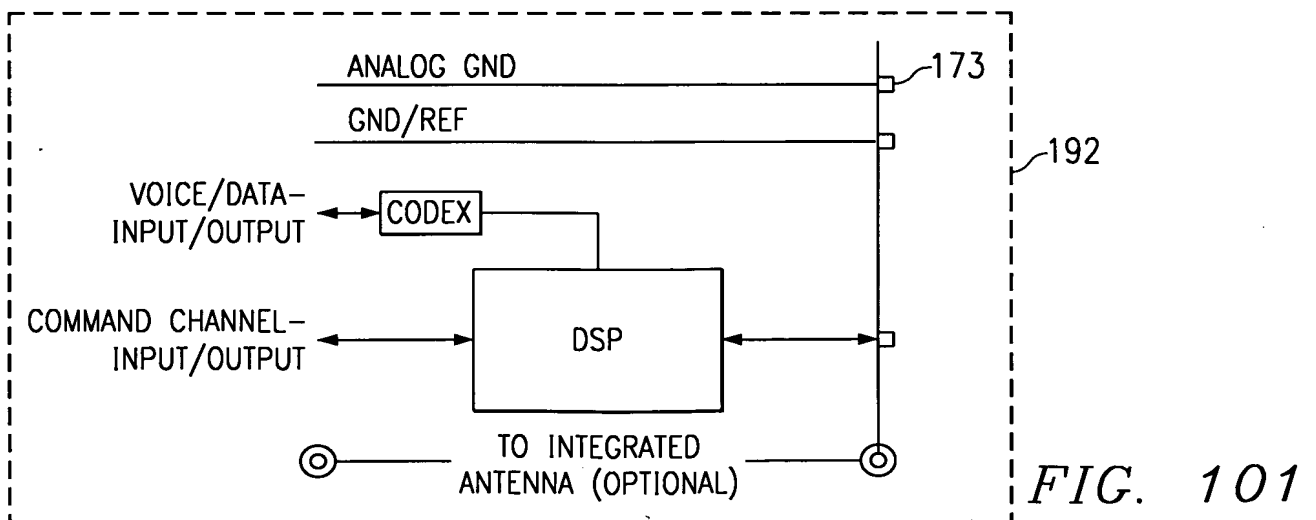 ANALOG GND
173
GND/REF
192
VOICE/DATA-
INPUT/OUTPUT
CODEX
COMMAND CHANNEL-
INPUT/OUTPUT
DSP
TO INTEGRATED
ANTENNA (OPTIONAL)
FIG. 101